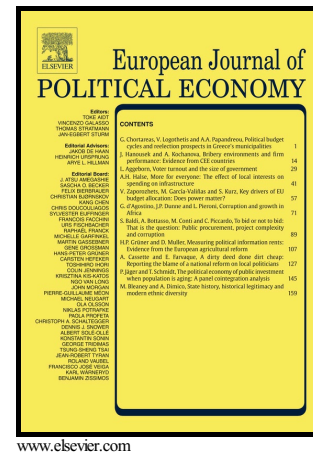 ELSEVIER
European Journal of
POLITICAL ECONOMY
Editors:
TOKE AIDT
VINCENZO GALASSO
THOMAS STRATMANN
JAN-EGBERT STURM
Editorial Advisors:
JAKOB DE HAAN
HEINRICH URSPRUNG
ARYE L. HILLMAN
Editorial Board:
J. ATSU AMEGASHIE
SASCHA O. BECKER
FELIX BIERBRAUER
CHRISTIAN BJØRNSKOV
KANG CHEN
CHRIS DOUCOULIAGOS
SYLVESTER EIJFFINGER
FRANCOIS FACCHINI
URS FISCHBACHER
RAPHAEL FRANCK
MICHELLE GARFINKEL
MARTIN GASSEBNER
GENE GROSSMAN
HANS-PETER GRÜNER
CARSTEN HEFEKER
TOSHIHIRO IHORI
COLIN JENNINGS
KRISTINA KIS-KATOS
NGO VAN LONG
JOHN MORGAN
PIERRE-GUILLAUME MÉON
MICHAEL NEUGART
OLA OLSSON
NIKLAS POTRAFKE
PAOLA PROFETA
CHRISTOPH A. SCHALTEGGER
DENNIS J. SNOWER
ALBERT SOLÉ-OLLÉ
KONSTANTIN SONIN
GEORGE TRIDIMAS
TSUNG-SHENG TSAI
JEAN-ROBERT TYRAN
ROLAND VAUBEL
FRANCISCO JOSÉ VEIGA
KARL WÄRNERYD
BENJAMIN ZISSIMOS
CONTENTS
G. Chortareas, V. Logothetis and A.A. Papandreou, Political budget
cycles and reelection prospects in Greece's municipalities 1
J. Hanousek and A. Kochanova, Bribery environments and firm
performance: Evidence from CEE countries 14
L. Aggeborn, Voter turnout and the size of government 29
A.H. Halse, More for everyone: The effect of local interests on
spending on infrastructure 41
V. Zaporozhets, M. García-Valiñas and S. Kurz, Key drivers of EU
budget allocation: Does power matter? 57
G. d'Agostino, J.P. Dunne and L. Pieroni, Corruption and growth in
Africa 71
S. Baldi, A. Bottasso, M. Conti and C. Piccardo, To bid or not to bid:
That is the question: Public procurement, project complexity
and corruption 89
H.P. Grüner and D. Muller, Measuring political information rents:
Evidence from the European agricultural reform 107
A. Cassette and E. Farvaque, A dirty deed done dirt cheap:
Reporting the blame of a national reform on local politicians 127
P. Jäger and T. Schmidt, The political economy of public investment
when population is aging: A panel cointegration analysis 145
M. Bleaney and A. Dimico, State history, historical legitimacy and
modern ethnic diversity 159
www.elsevier.com